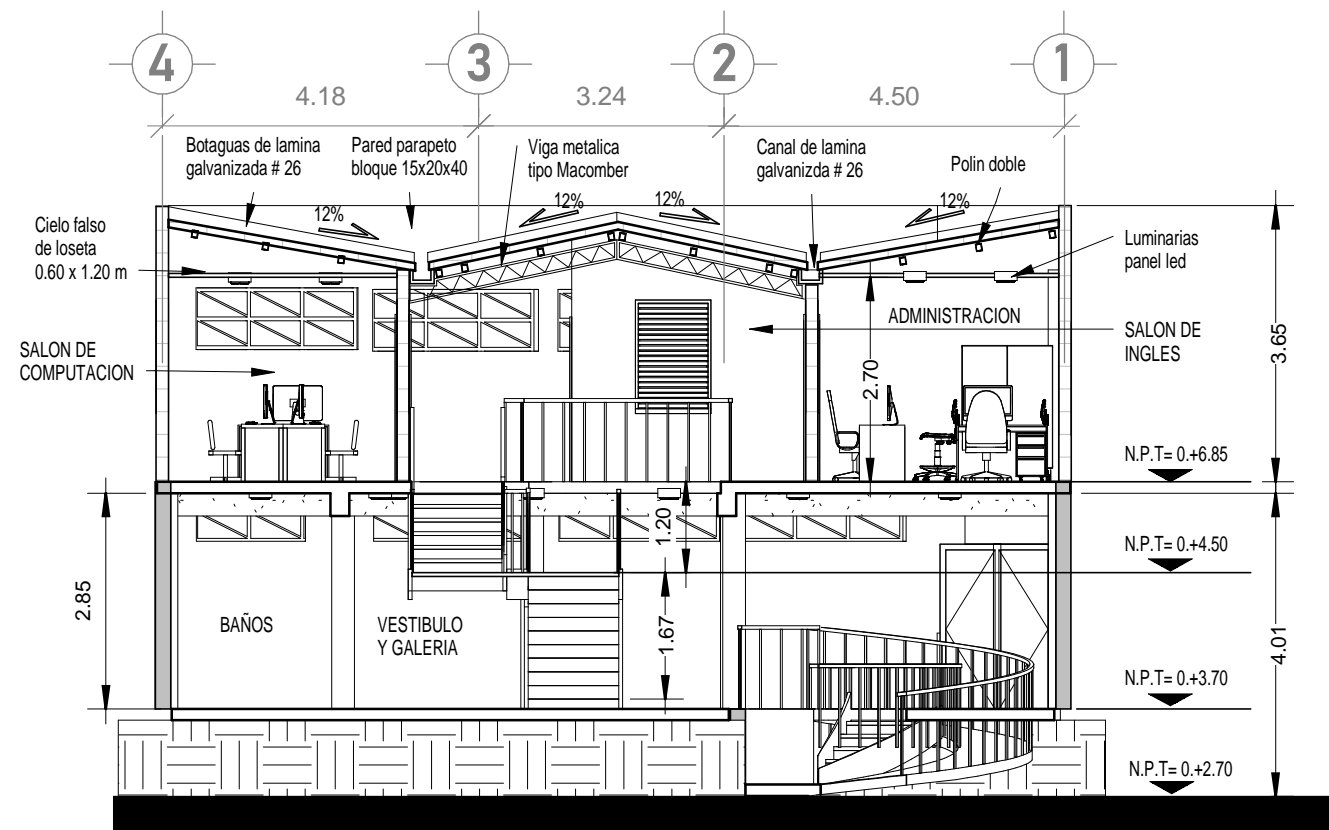 4
3
2
1
4.18
3.24
4.50
Botaguas de lamina
galvanizada # 26
Pared parapeto
bloque 15x20x40
Viga metalica
tipo Macomber
Canal de lamina
galvanizda # 26
Polin doble
12%
12%
12%
12%
Cielo falso
de loseta
0.60 x 1.20 m
Luminarias
panel led
ADMINISTRACION
SALON DE
INGLES
SALON DE
COMPUTACION
2.70
3.65
N.P.T= 0.+6.85
1.20
N.P.T= 0.+4.50
2.85
BAÑOS
VESTIBULO
Y GALERIA
1.67
4.01
N.P.T= 0.+3.70
N.P.T= 0.+2.70